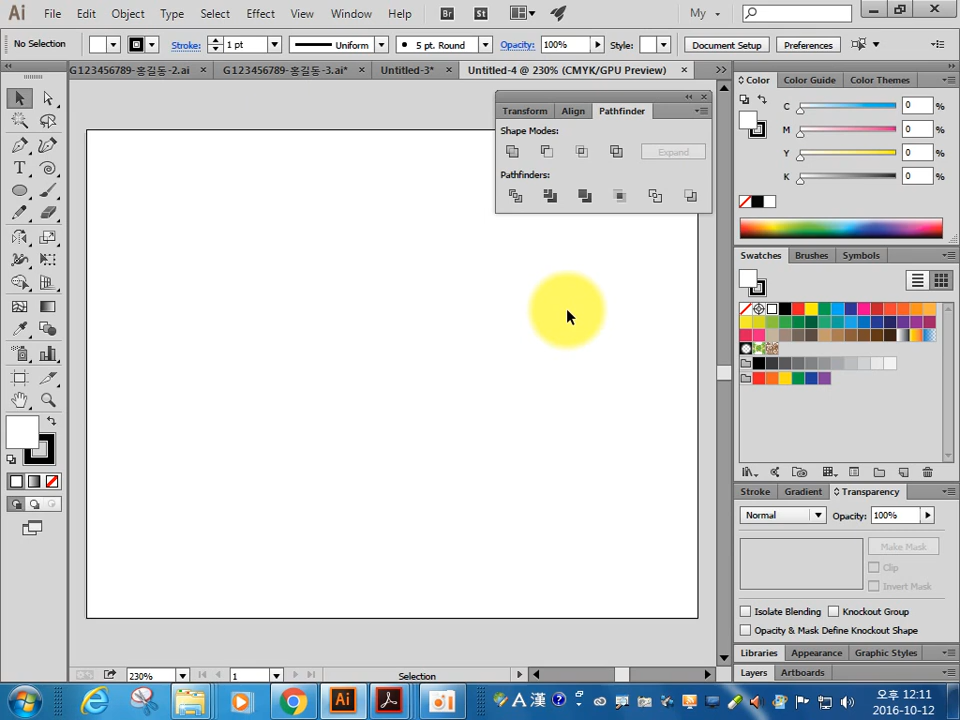 Ai File Edit Object Type Select Effect View Window Help Br St My
No Selection Stroke: 1 pt Uniform 5 pt. Round Opacity: 100% Style: Document Setup Preferences
G123456789-홍길동-2.ai × G123456789-홍길동-3.ai* × Untitled-3* × Untitled-4 @ 230% (CMYK/GPU Preview) ×
Transform Align Pathfinder
Shape Modes:
Expand
Pathfinders:
Color Color Guide Color Themes
C 0 %
M 0 %
Y 0 %
K 0 %
Swatches Brushes Symbols
Stroke Gradient Transparency
Normal Opacity: 100%
Make Mask
Clip
Invert Mask
Isolate Blending Knockout Group
Opacity & Mask Define Knockout Shape
Libraries Appearance Graphic Styles
Layers Artboards
230% 1 Selection
Ai A 漢 오후 12:11
2016-10-12